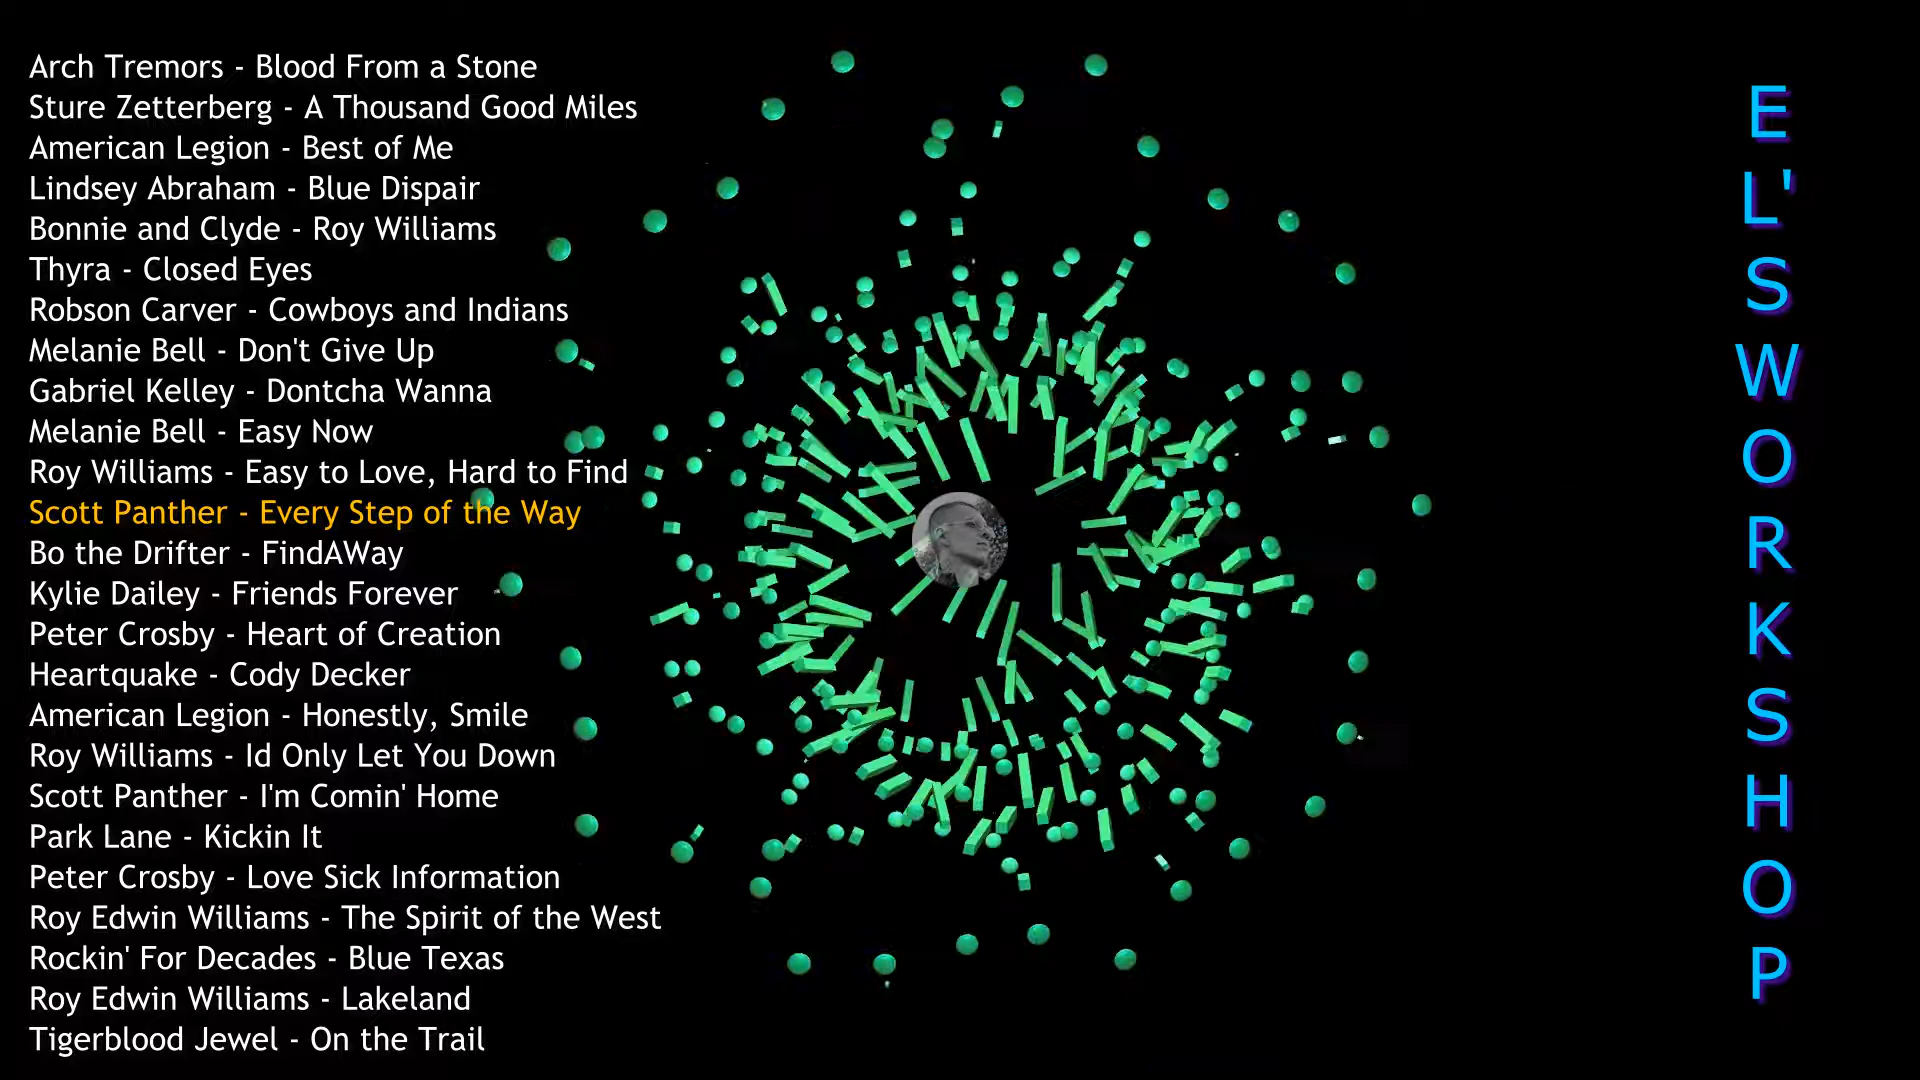 Arch Tremors - Blood From a Stone
Sture Zetterberg - A Thousand Good Miles
American Legion - Best of Me
Lindsey Abraham - Blue Dispair
Bonnie and Clyde - Roy Williams
Thyra - Closed Eyes
Robson Carver - Cowboys and Indians
Melanie Bell - Don't Give Up
Gabriel Kelley - Dontcha Wanna
Melanie Bell - Easy Now
Roy Williams - Easy to Love, Hard to Find
Scott Panther - Every Step of the Way
Bo the Drifter - FindAWay
Kylie Dailey - Friends Forever
Peter Crosby - Heart of Creation
Heartquake - Cody Decker
American Legion - Honestly, Smile
Roy Williams - Id Only Let You Down
Scott Panther - I'm Comin' Home
Park Lane - Kickin It
Peter Crosby - Love Sick Information
Roy Edwin Williams - The Spirit of the West
Rockin' For Decades - Blue Texas
Roy Edwin Williams - Lakeland
Tigerblood Jewel - On the Trail
EL'S WORKSHOP